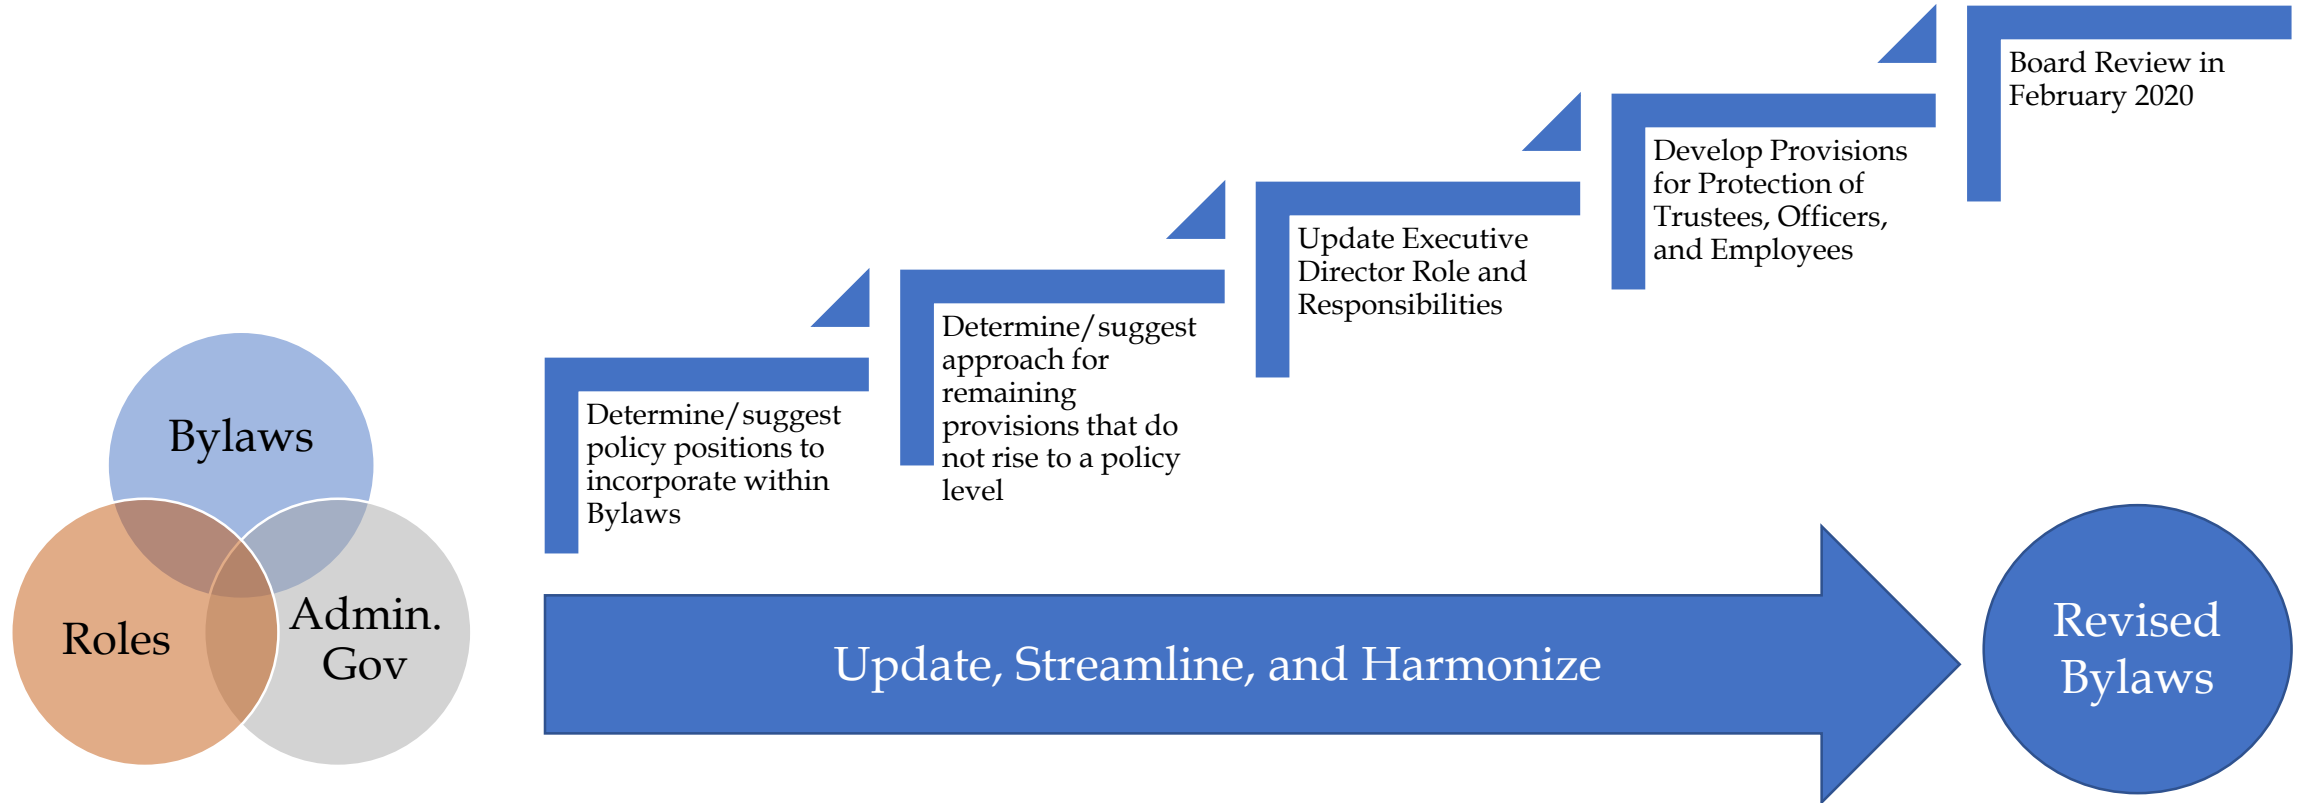 Bylaws
Roles
Admin.
Gov
Determine/suggest
policy positions to
incorporate within
Bylaws
Determine/suggest
approach for
remaining
provisions that do
not rise to a policy
level
Update Executive
Director Role and
Responsibilities
Develop Provisions
for Protection of
Trustees, Officers,
and Employees
Board Review in
February 2020
Update, Streamline, and Harmonize
Revised
Bylaws